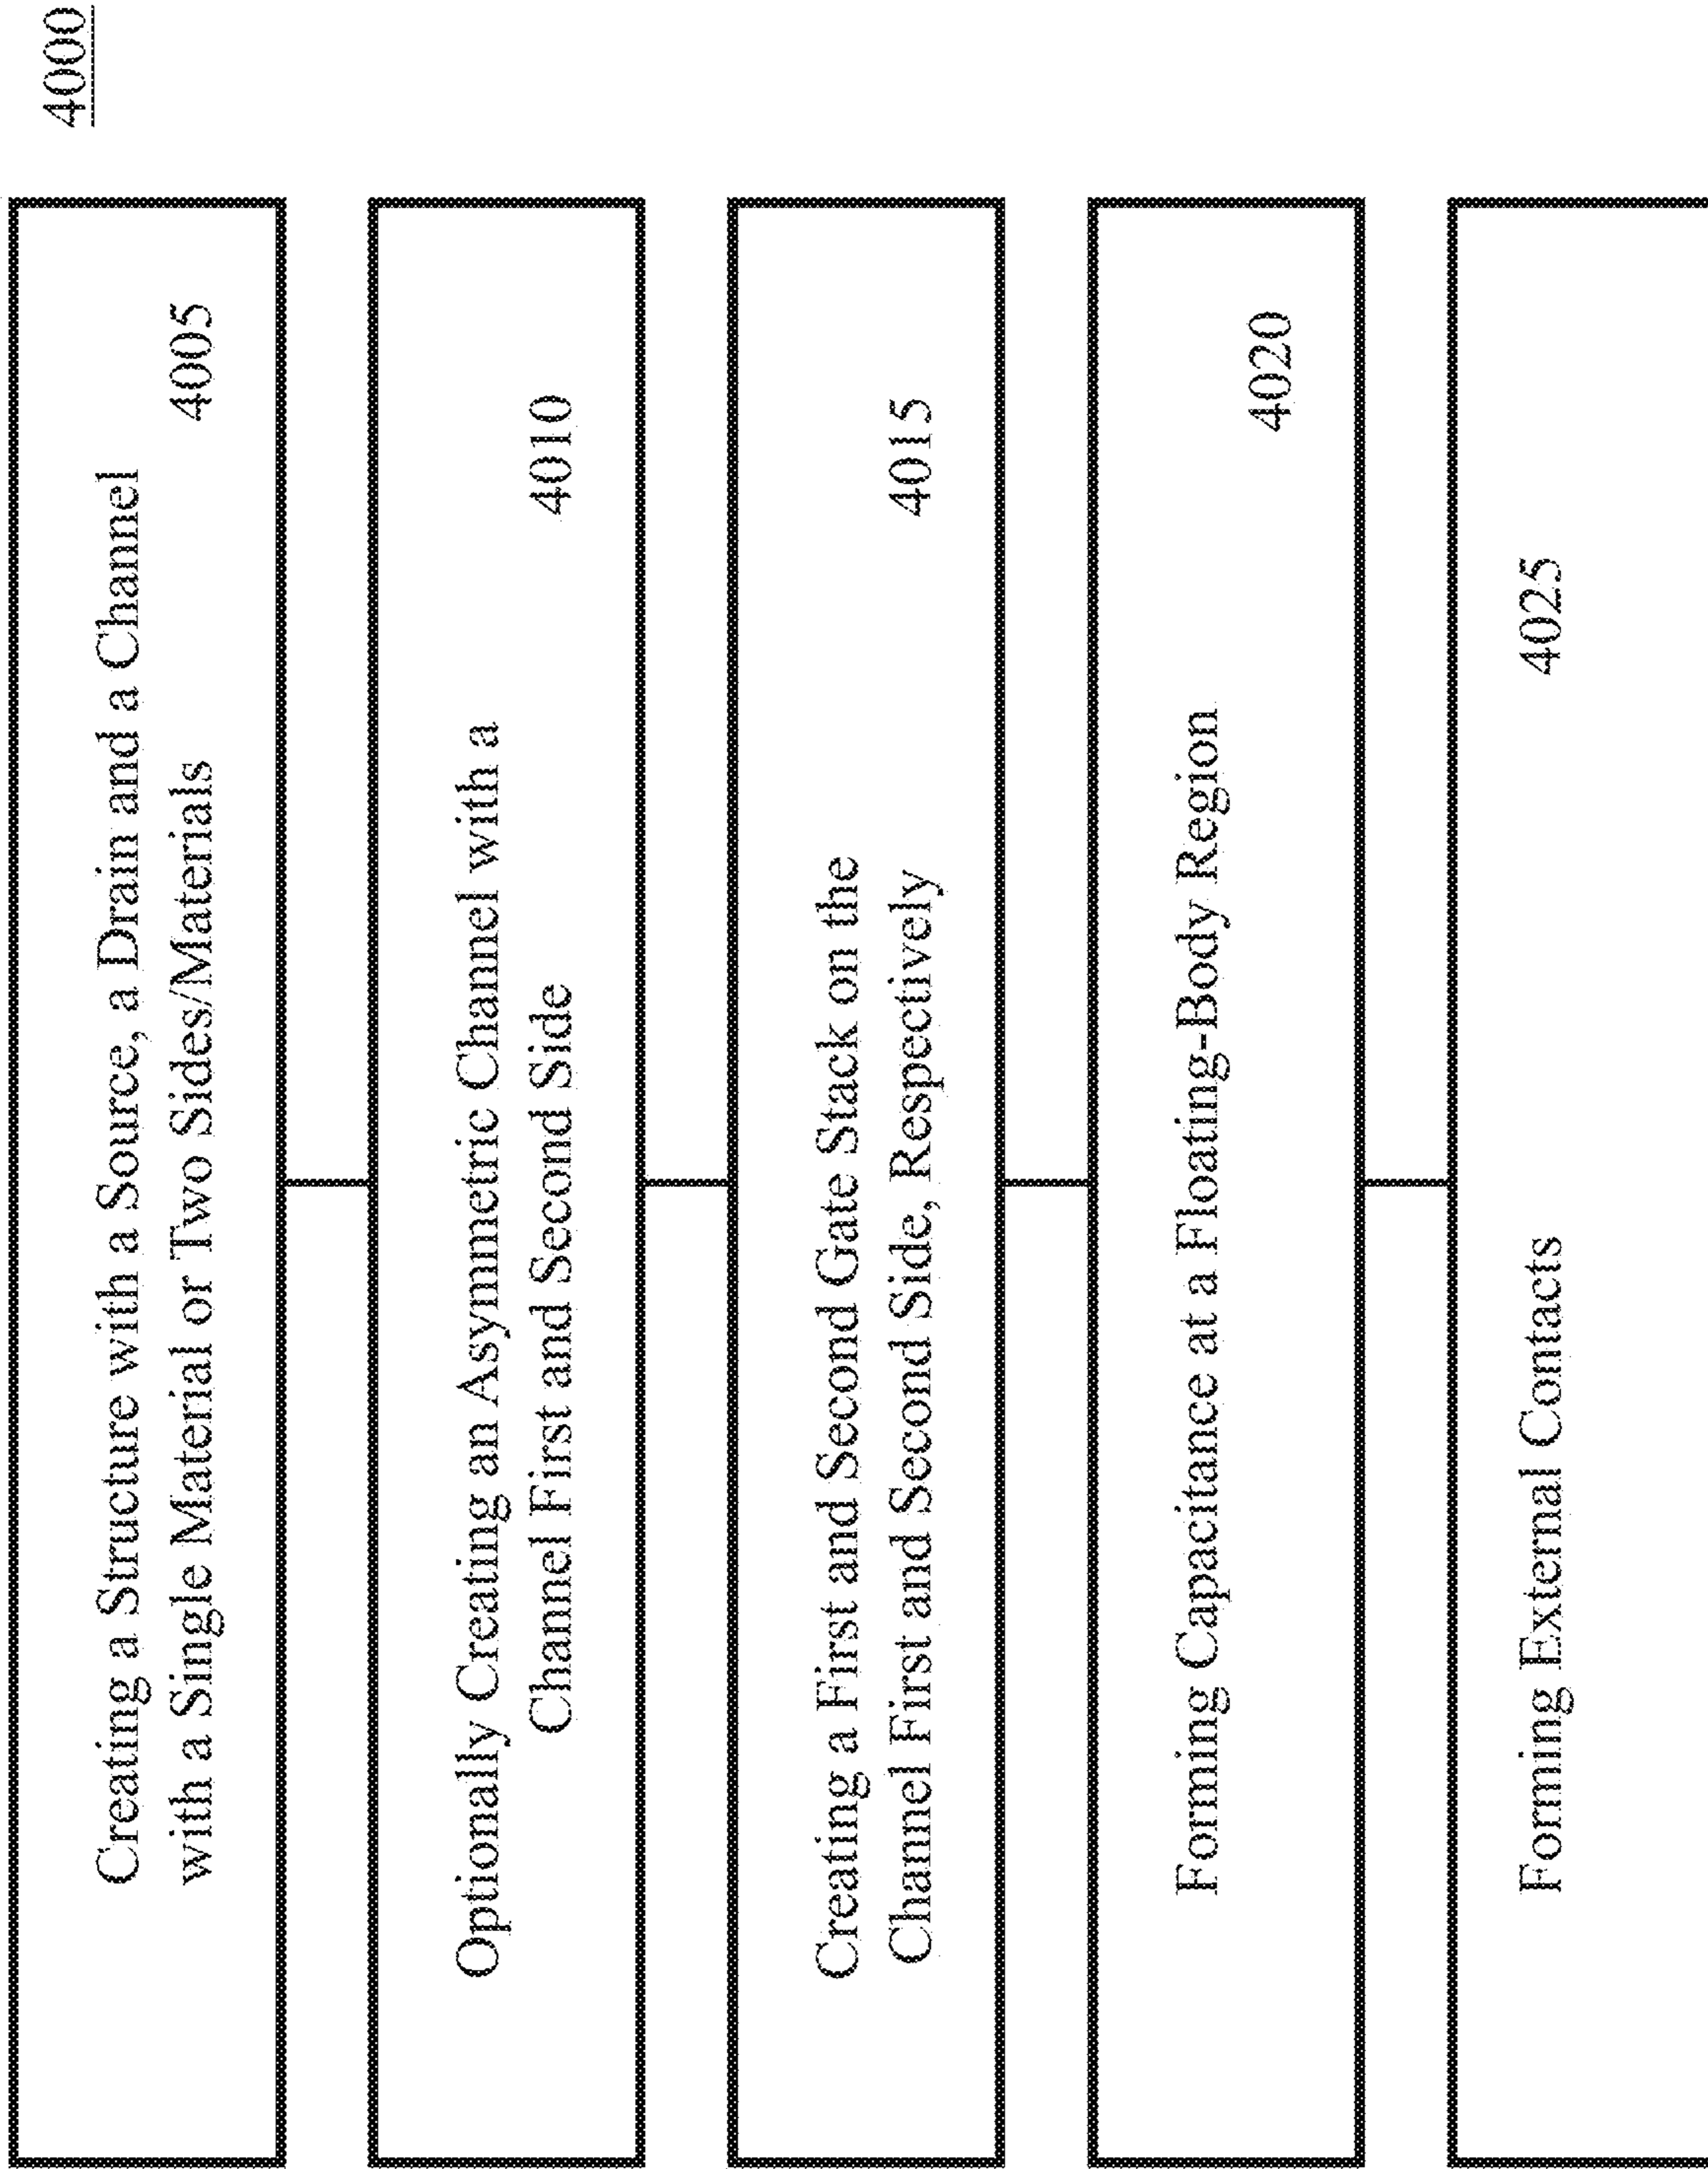 4000
Creating a Structure with a Source, a Drain and a Channel
with a Single Material or Two Sides/Materials
4005
Optionally Creating an Asymmetric Channel with a
Channel First and Second Side
4010
Creating a First and Second Gate Stack on the
Channel First and Second Side, Respectively
4015
Forming Capacitance at a Floating-Body Region
4020
Forming External Contacts
4025